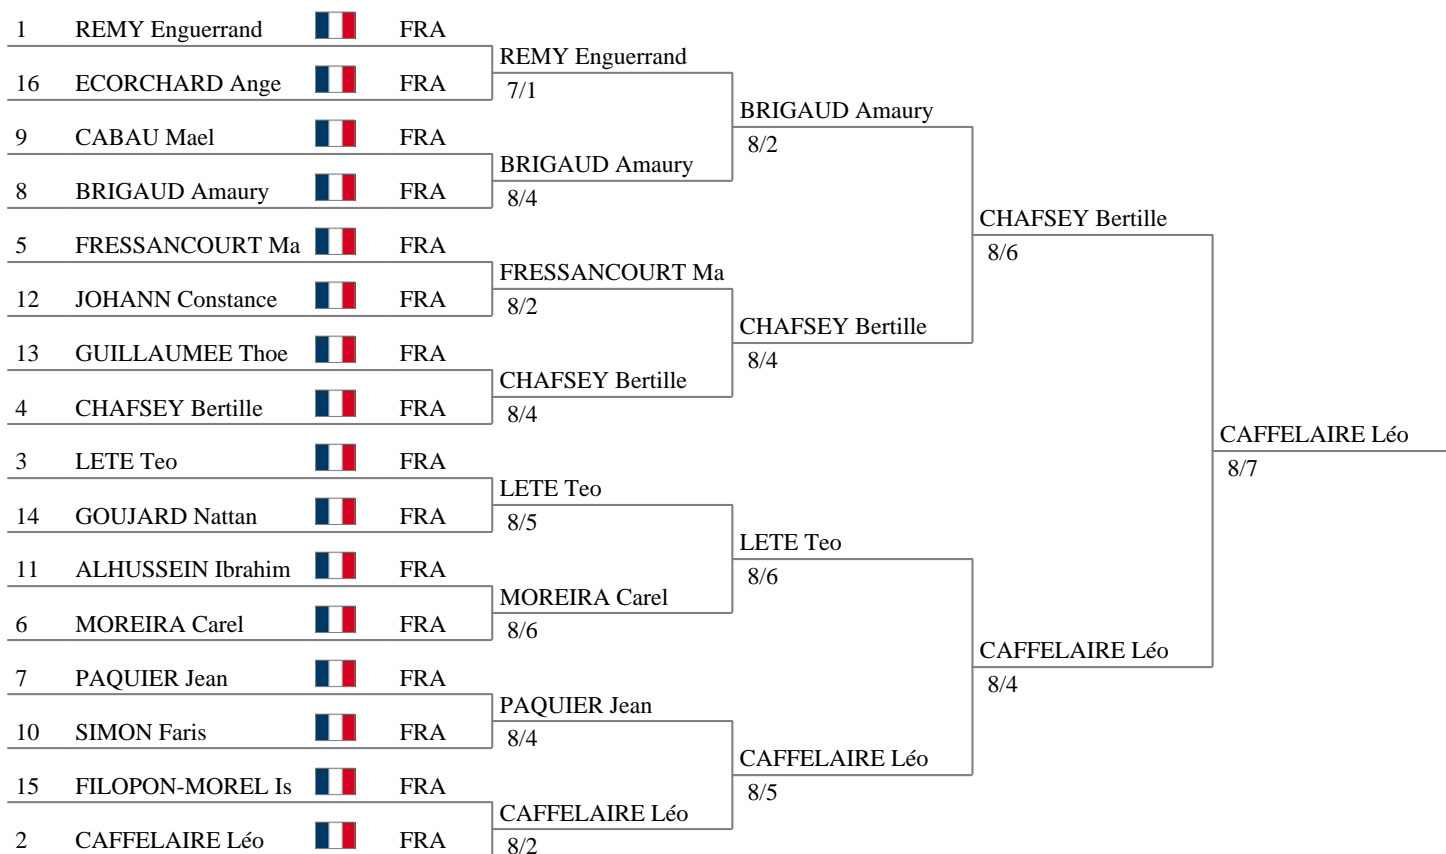 1 REMY Enguerrand FRA
16 ECORCHARD Ange FRA
9 CABAU Mael FRA
8 BRIGAUD Amaury FRA
5 FRESSANCOURT Ma FRA
12 JOHANN Constance FRA
13 GUILLAUMEE Thoe FRA
4 CHAFSEY Bertille FRA
3 LETE Teo FRA
14 GOUJARD Nattan FRA
11 ALHUSSEIN Ibrahim FRA
6 MOREIRA Carel FRA
7 PAQUIER Jean FRA
10 SIMON Faris FRA
15 FILOPON-MOREL Is FRA
2 CAFFELAIRE Léo FRA
REMY Enguerrand
7/1
BRIGAUD Amaury
8/4
FRESSANCOURT Ma
8/2
CHAFSEY Bertille
8/4
LETE Teo
8/5
MOREIRA Carel
8/6
PAQUIER Jean
8/4
CAFFELAIRE Léo
8/2
BRIGAUD Amaury
8/2
CHAFSEY Bertille
8/4
LETE Teo
8/6
CAFFELAIRE Léo
8/5
CHAFSEY Bertille
8/6
CAFFELAIRE Léo
8/4
CAFFELAIRE Léo
8/7